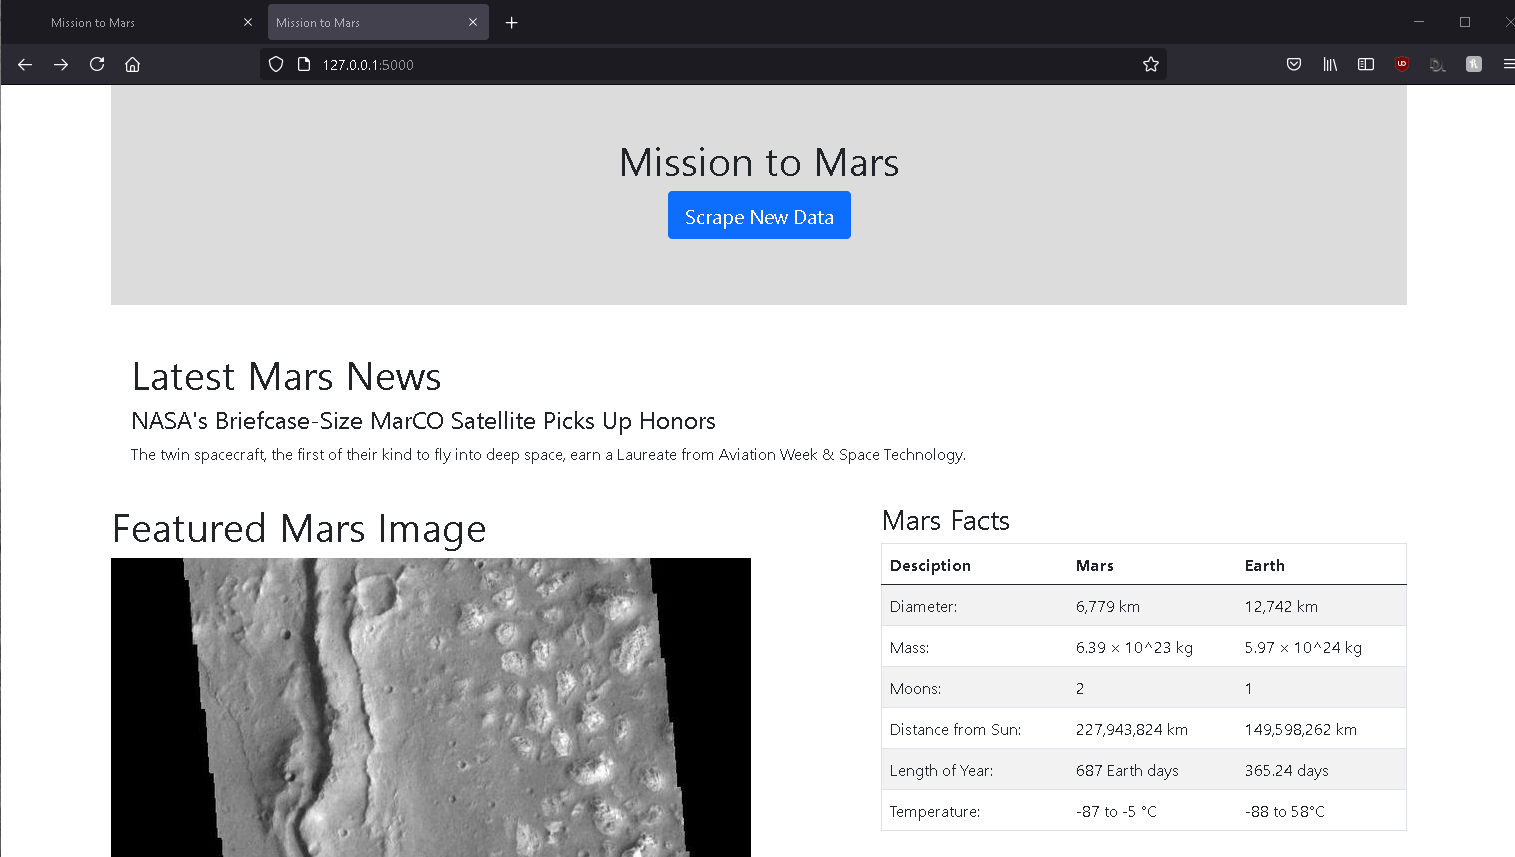 Mission to Mars
Mission to Mars
127.0.0.1:5000
Mission to Mars
Scrape New Data
Latest Mars News
NASA's Briefcase-Size MarCO Satellite Picks Up Honors
The twin spacecraft, the first of their kind to fly into deep space, earn a Laureate from Aviation Week & Space Technology.
Featured Mars Image
Mars Facts
Desciption Mars Earth
Diameter: 6,779 km 12,742 km
Mass: 6.39 × 10^23 kg 5.97 × 10^24 kg
Moons: 2 1
Distance from Sun: 227,943,824 km 149,598,262 km
Length of Year: 687 Earth days 365.24 days
Temperature: -87 to -5 °C -88 to 58°C